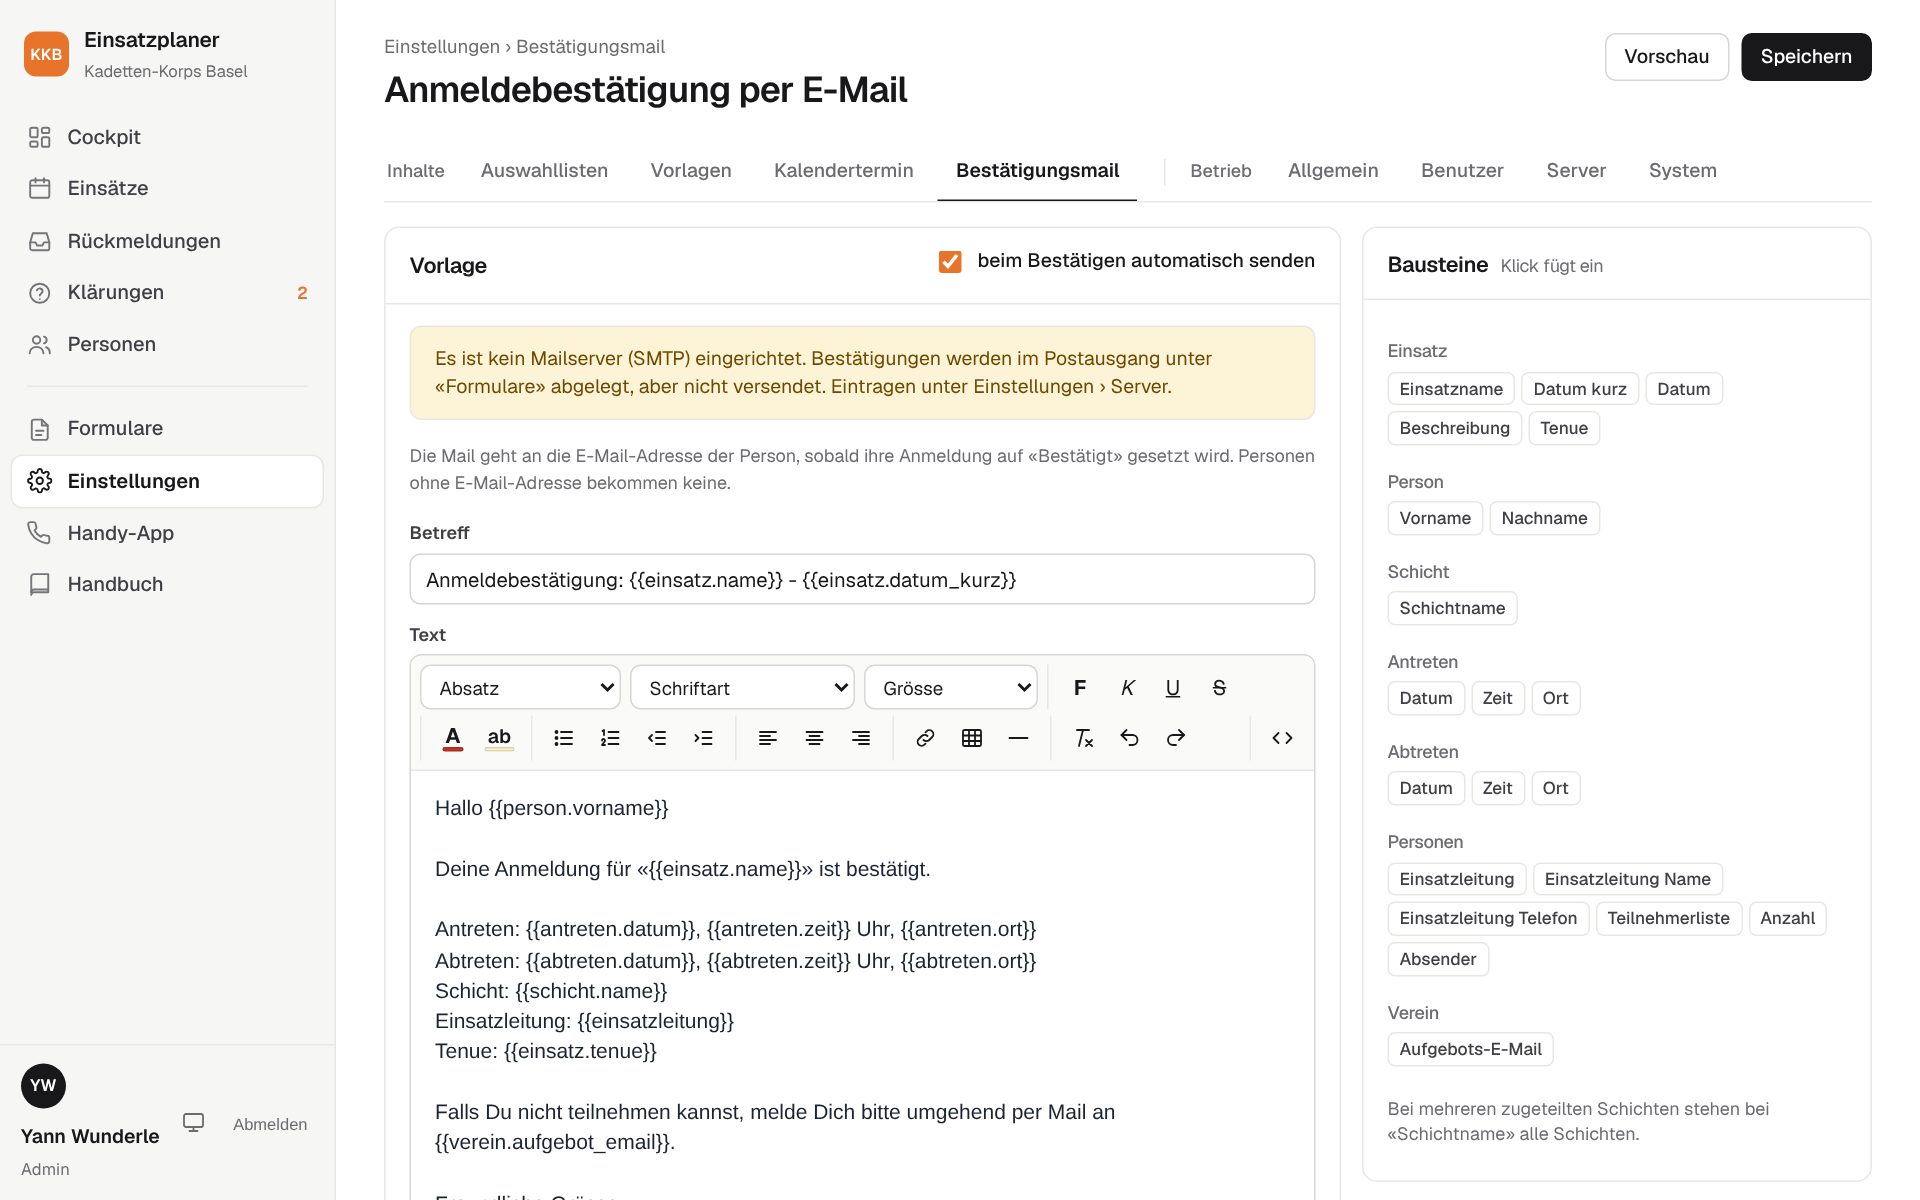 KKB
Einsatzplaner
Kadetten-Korps Basel
Cockpit
Einsätze
Rückmeldungen
Klärungen 2
Personen
Formulare
Einstellungen
Handy-App
Handbuch
YW
Yann Wunderle
Admin
Abmelden
Einstellungen › Bestätigungsmail
Anmeldebestätigung per E-Mail
Vorschau
Speichern
Inhalte Auswahllisten Vorlagen Kalendertermin Bestätigungsmail Betrieb Allgemein Benutzer Server System
Vorlage
beim Bestätigen automatisch senden
Es ist kein Mailserver (SMTP) eingerichtet. Bestätigungen werden im Postausgang unter
«Formulare» abgelegt, aber nicht versendet. Eintragen unter Einstellungen › Server.
Die Mail geht an die E-Mail-Adresse der Person, sobald ihre Anmeldung auf «Bestätigt» gesetzt wird. Personen
ohne E-Mail-Adresse bekommen keine.
Betreff
Anmeldebestätigung: {{einsatz.name}} - {{einsatz.datum_kurz}}
Text
Absatz Schriftart Grösse F K U S
A ab
Hallo {{person.vorname}}
Deine Anmeldung für «{{einsatz.name}}» ist bestätigt.
Antreten: {{antreten.datum}}, {{antreten.zeit}} Uhr, {{antreten.ort}}
Abtreten: {{abtreten.datum}}, {{abtreten.zeit}} Uhr, {{abtreten.ort}}
Schicht: {{schicht.name}}
Einsatzleitung: {{einsatzleitung}}
Tenue: {{einsatz.tenue}}
Falls Du nicht teilnehmen kannst, melde Dich bitte umgehend per Mail an
{{verein.aufgebot_email}}.
Bausteine Klick fügt ein
Einsatz
Einsatzname Datum kurz Datum
Beschreibung Tenue
Person
Vorname Nachname
Schicht
Schichtname
Antreten
Datum Zeit Ort
Abtreten
Datum Zeit Ort
Personen
Einsatzleitung Einsatzleitung Name
Einsatzleitung Telefon Teilnehmerliste Anzahl
Absender
Verein
Aufgebots-E-Mail
Bei mehreren zugeteilten Schichten stehen bei
«Schichtname» alle Schichten.